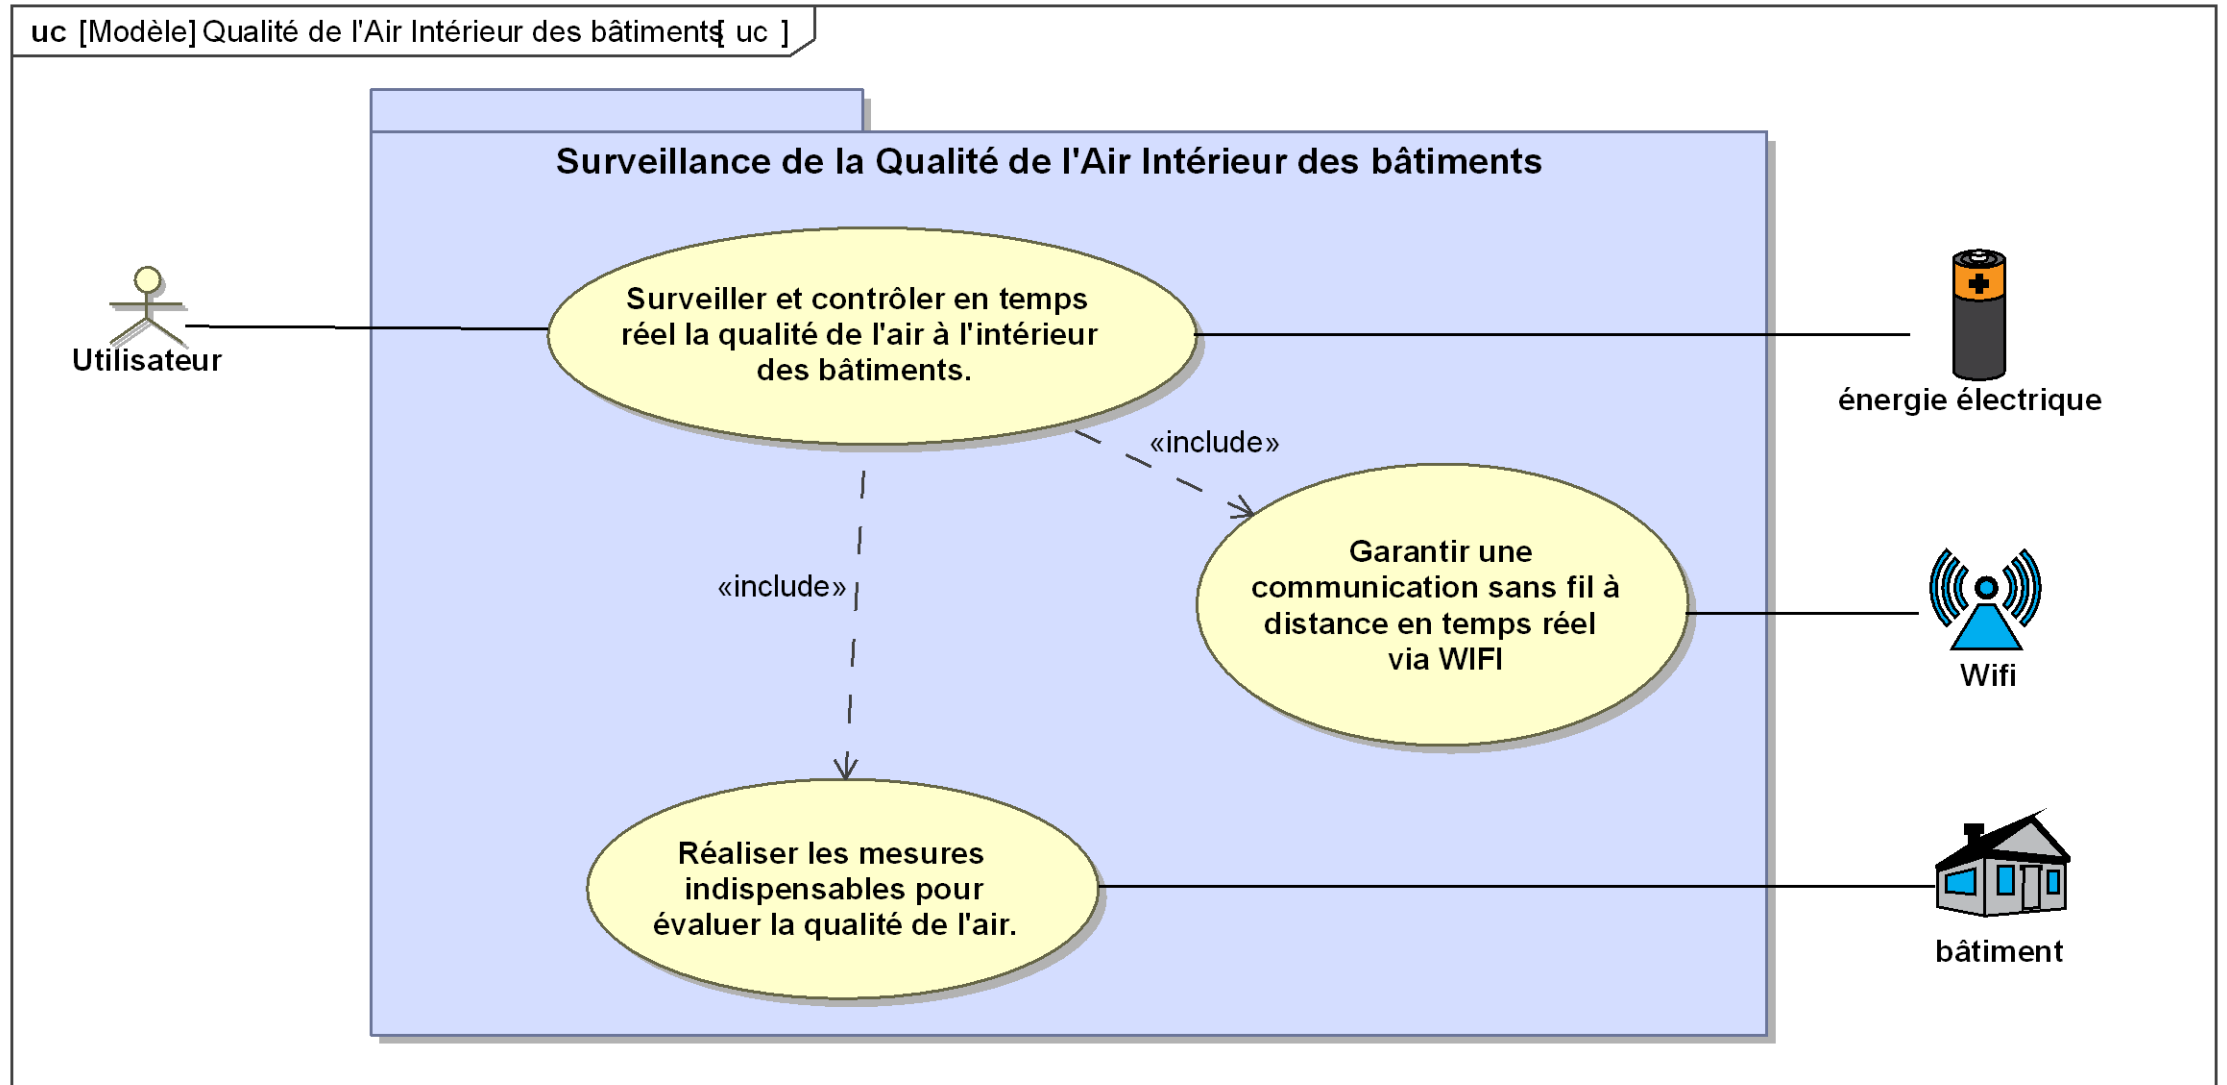 uc [Modèle] Qualité de l'Air Intérieur des bâtiments[ uc ]
Surveillance de la Qualité de l'Air Intérieur des bâtiments
Surveiller et contrôler en temps
réel la qualité de l'air à l'intérieur
des bâtiments.
Utilisateur
énergie électrique
«include»
Garantir une
communication sans fil à
distance en temps réel
via WIFI
«include»
Wifi
Réaliser les mesures
indispensables pour
évaluer la qualité de l'air.
bâtiment